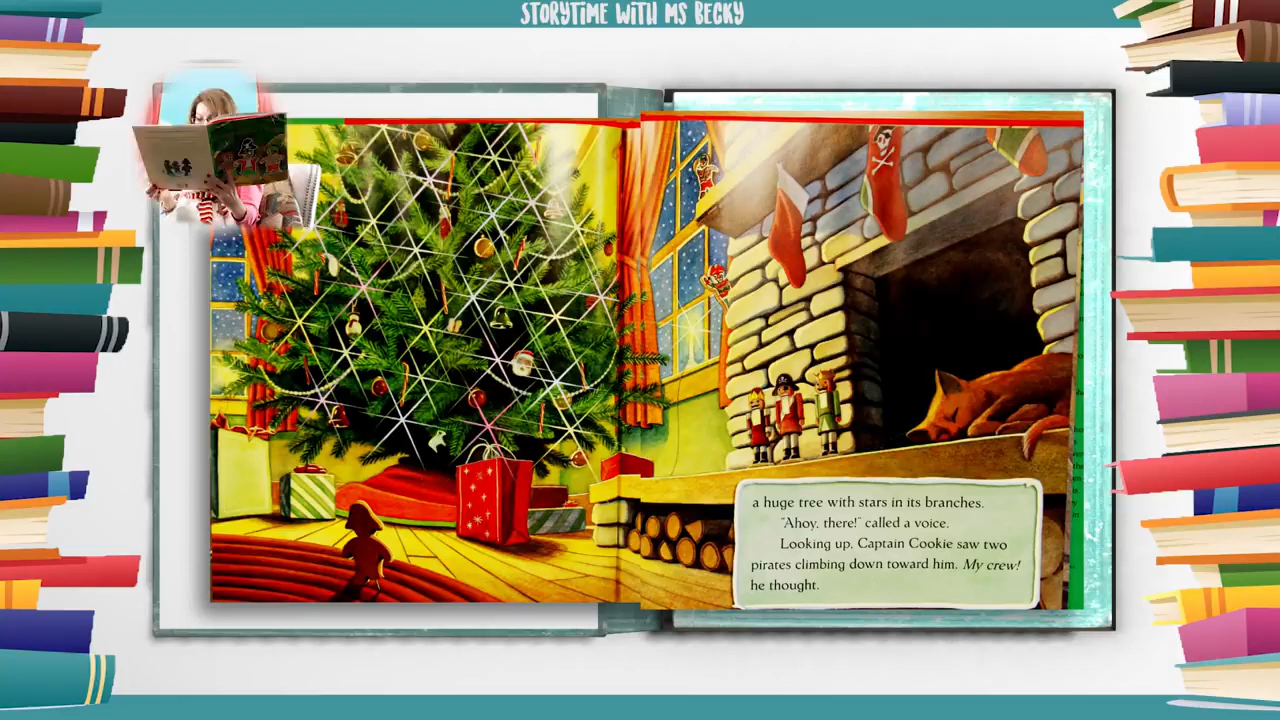 STORYTIME WITH MS BECKY
a huge tree with stars in its branches.
"Ahoy, there!" called a voice.
Looking up, Captain Cookie saw two
pirates climbing down toward him. My crew!
he thought.